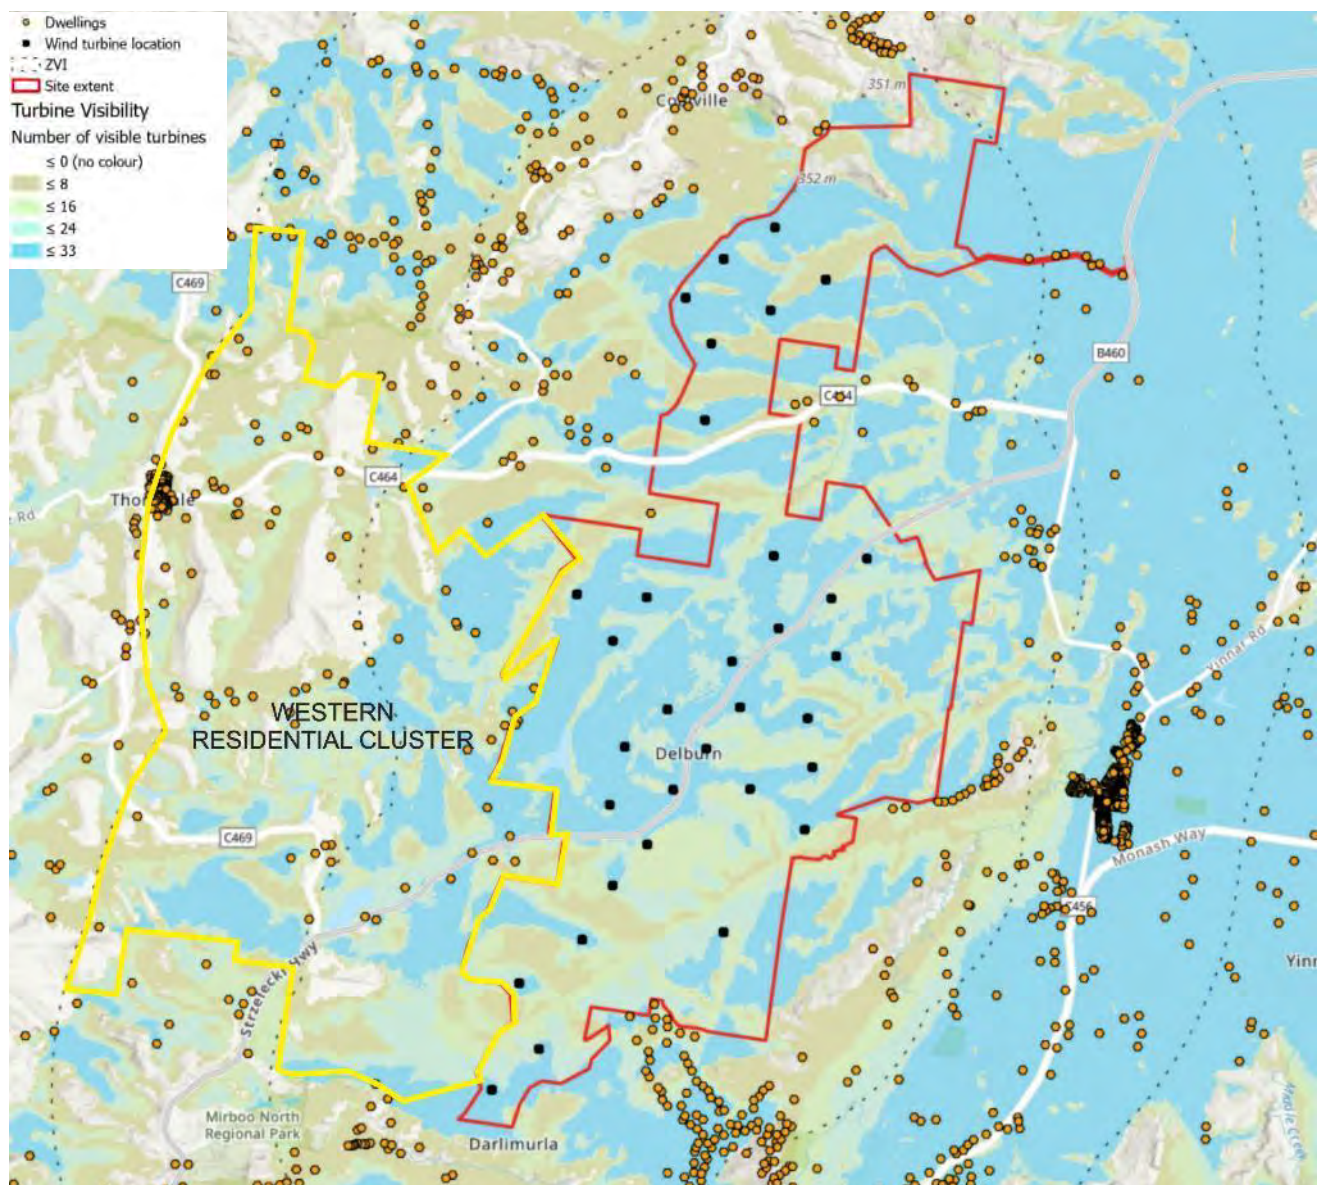 Dwellings
Wind turbine location
ZVI
Site extent
Turbine Visibility
Number of visible turbines
≤ 0 (no colour)
≤ 8
≤ 16
≤ 24
≤ 33
351 m
352 m
C469
B460
C464
C464
Rd
Yinnar Rd
WESTERN
RESIDENTIAL CLUSTER
Delburn
C469
Monash Way
C456
Strzelecki Hwy
Yinn
Mirboo North
Regional Park
Darlimurla